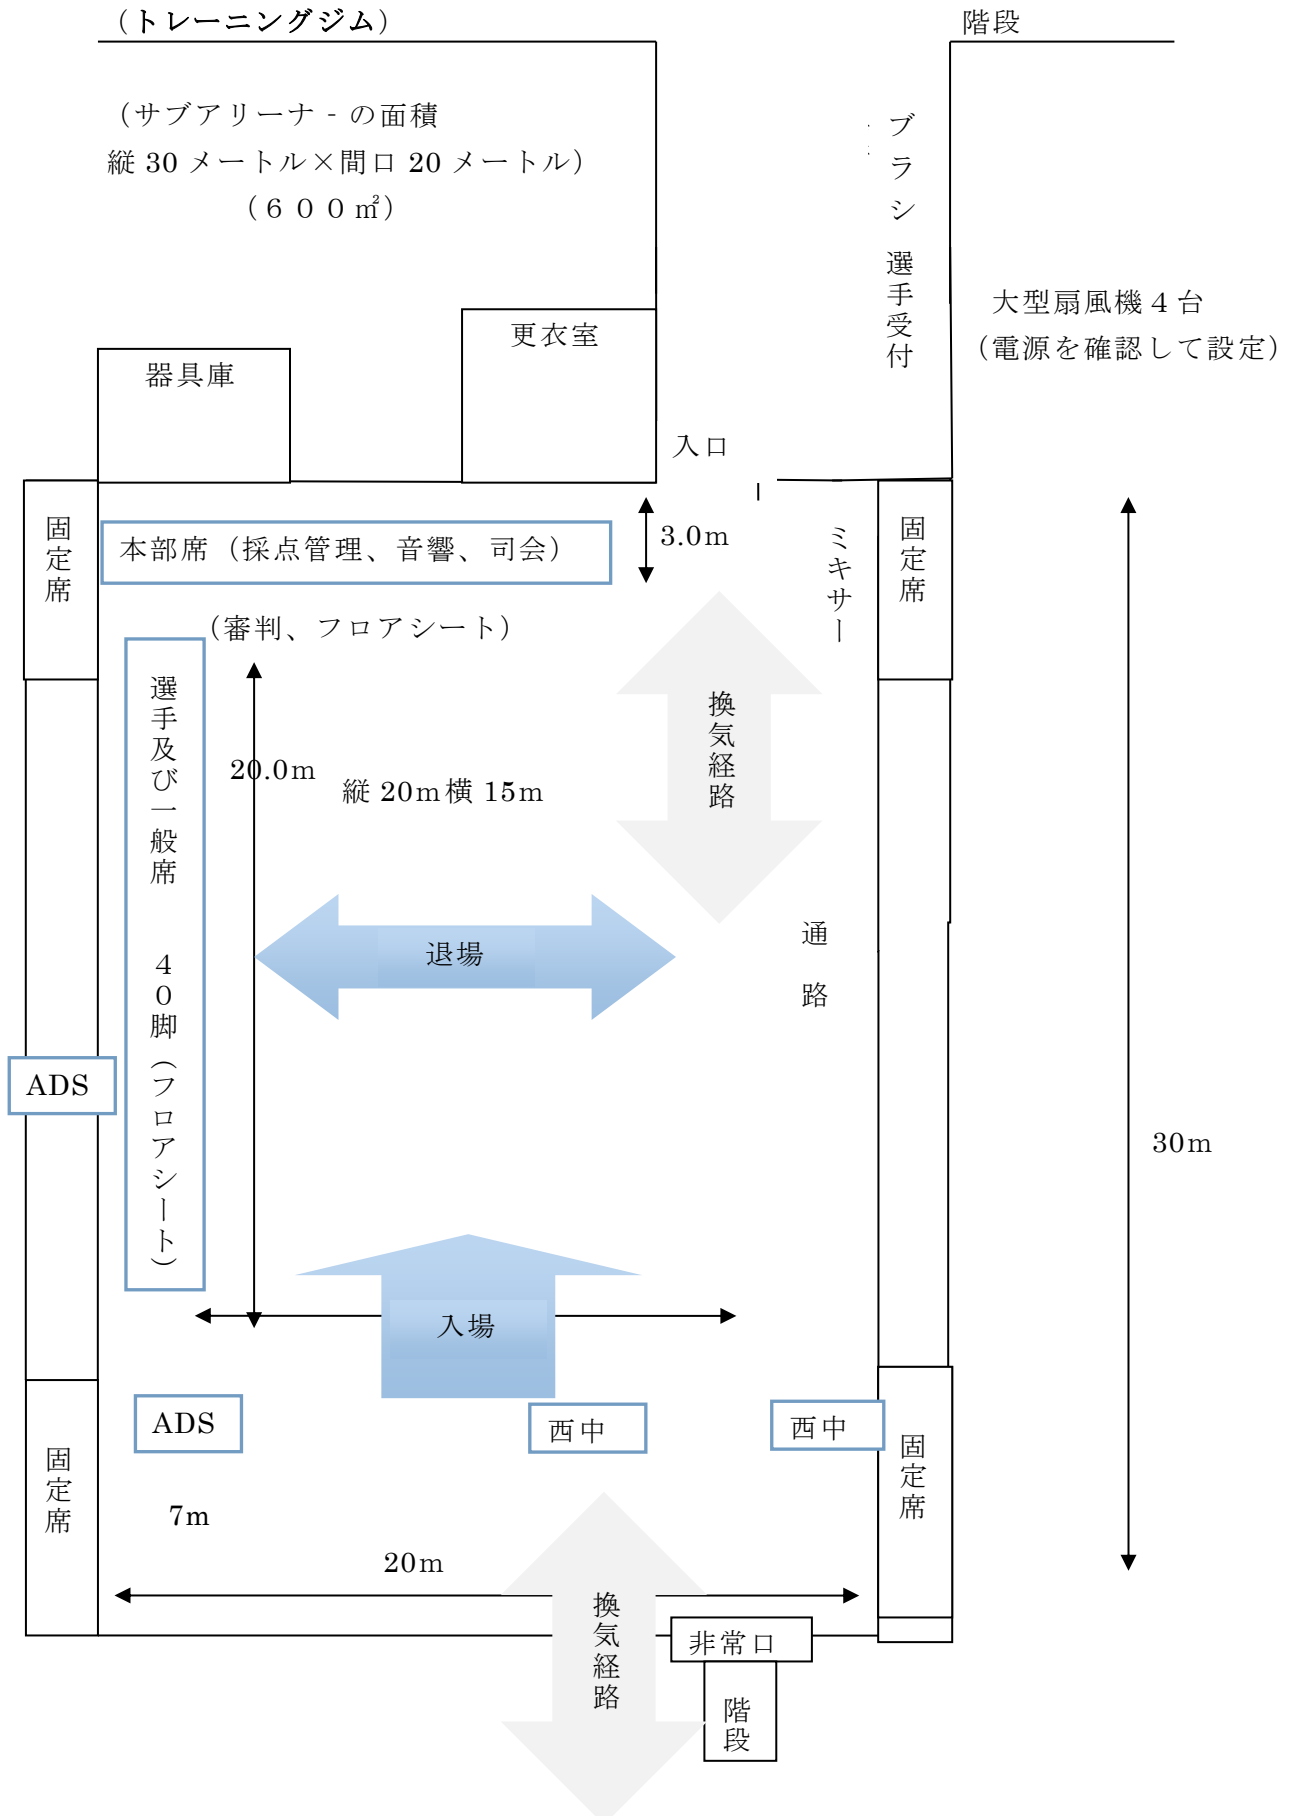 （トレーニングジム）
階段
（サブアリーナ‐の面積
縦 30 メートル×間口 20 メートル）
（６００㎡）
ブラシ 選手受付
大型扇風機４台
（電源を確認して設定）
更衣室
器具庫
入口
固定席
本部席（採点管理、音響、司会）
3.0ｍ
ミキサー
固定席
（審判、フロアシート）
選手及び一般席 ４０脚（フロアシート）
換気経路
20.0ｍ
縦 20ｍ横 15ｍ
退場
通路
ADS
30ｍ
入場
ADS
西中
西中
固定席
固定席
7m
20ｍ
換気経路
非常口
階段